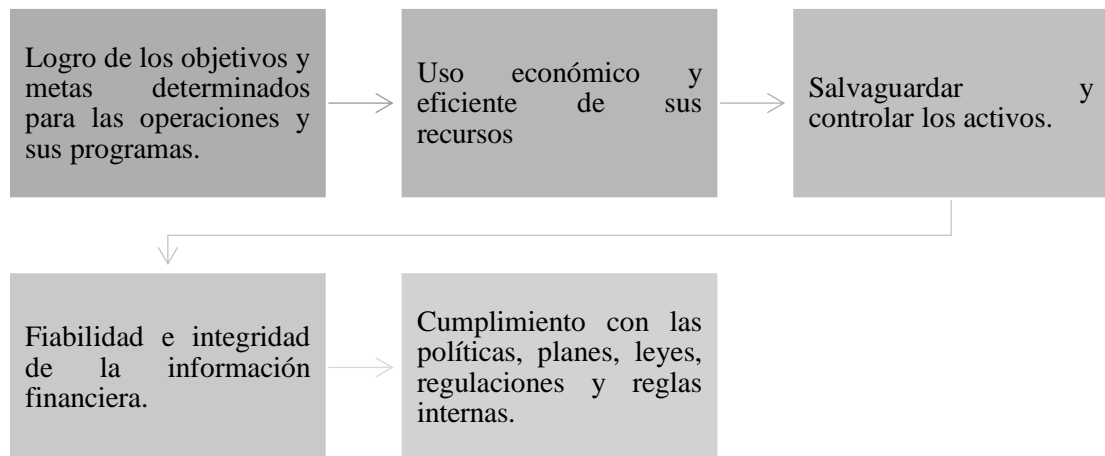 Logro de los objetivos y
metas determinados
para las operaciones y
sus programas.
Uso económico y
eficiente de sus
recursos
Salvaguardar y
controlar los activos.
Fiabilidad e integridad
de la información
financiera.
Cumplimiento con las
políticas, planes, leyes,
regulaciones y reglas
internas.